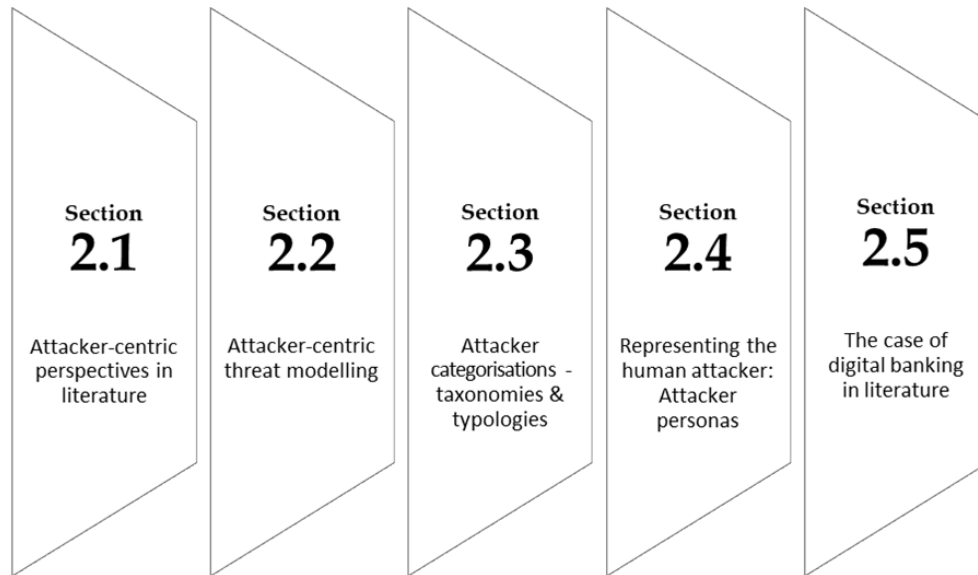 Section
2.1
Attacker-centric
perspectives in
literature
Section
2.2
Attacker-centric
threat modelling
Section
2.3
Attacker
categorisations -
taxonomies &
typologies
Section
2.4
Representing the
human attacker:
Attacker
personas
Section
2.5
The case of
digital banking
in literature